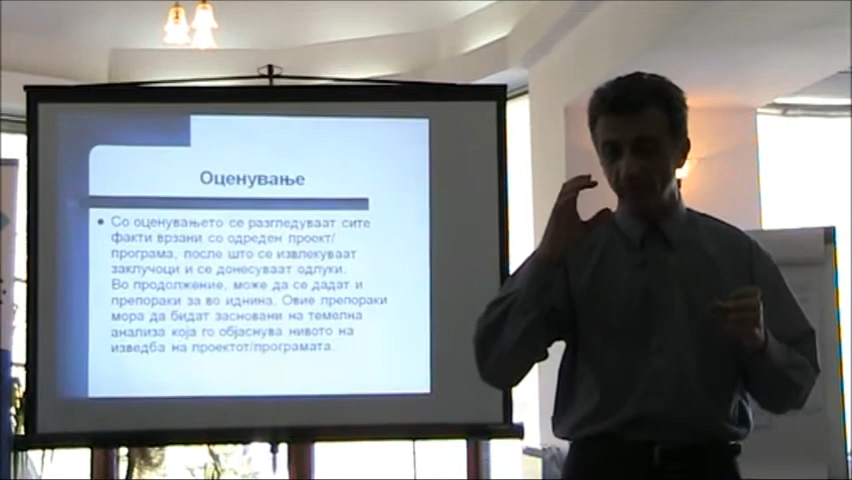 Оценување
• Со оценувањето се разгледуваат сите
факти врзани со одреден проект/
програма, после што се извлекуваат
заклучоци и се донесуваат одлуки.
Во продолжение, може да се дадат и
препораки за во иднина. Овие препораки
мора да бидат засновани на темелна
анализа која го објаснува нивото на
изведба на проектот/програмата.